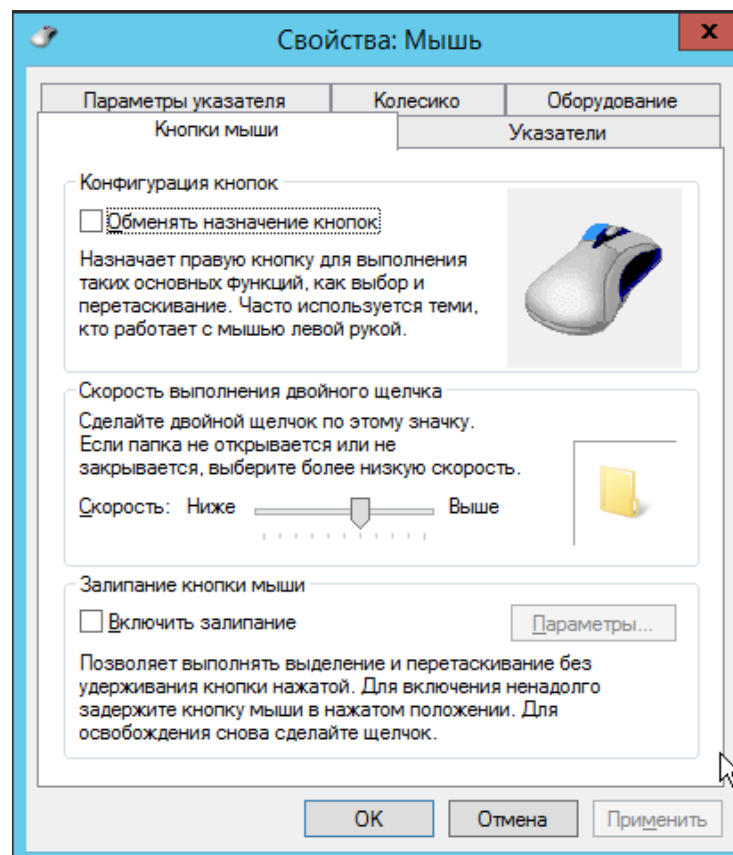 Свойства: Мышь
x
Параметры указателя
Колесико
Оборудование
Кнопки мыши
Указатели
Конфигурация кнопок
Обменять назначение кнопок
Назначает правую кнопку для выполнения
таких основных функций, как выбор и
перетаскивание. Часто используется теми,
кто работает с мышью левой рукой.
Скорость выполнения двойного щелчка
Сделайте двойной щелчок по этому значку.
Если папка не открывается или не
закрывается, выберите более низкую скорость.
Скорость: Ниже Выше
Залипание кнопки мыши
Включить залипание
Параметры...
Позволяет выполнять выделение и перетаскивание без
удерживания кнопки нажатой. Для включения ненадолго
задержите кнопку мыши в нажатом положении. Для
освобождения снова сделайте щелчок.
OK
Отмена
Применить